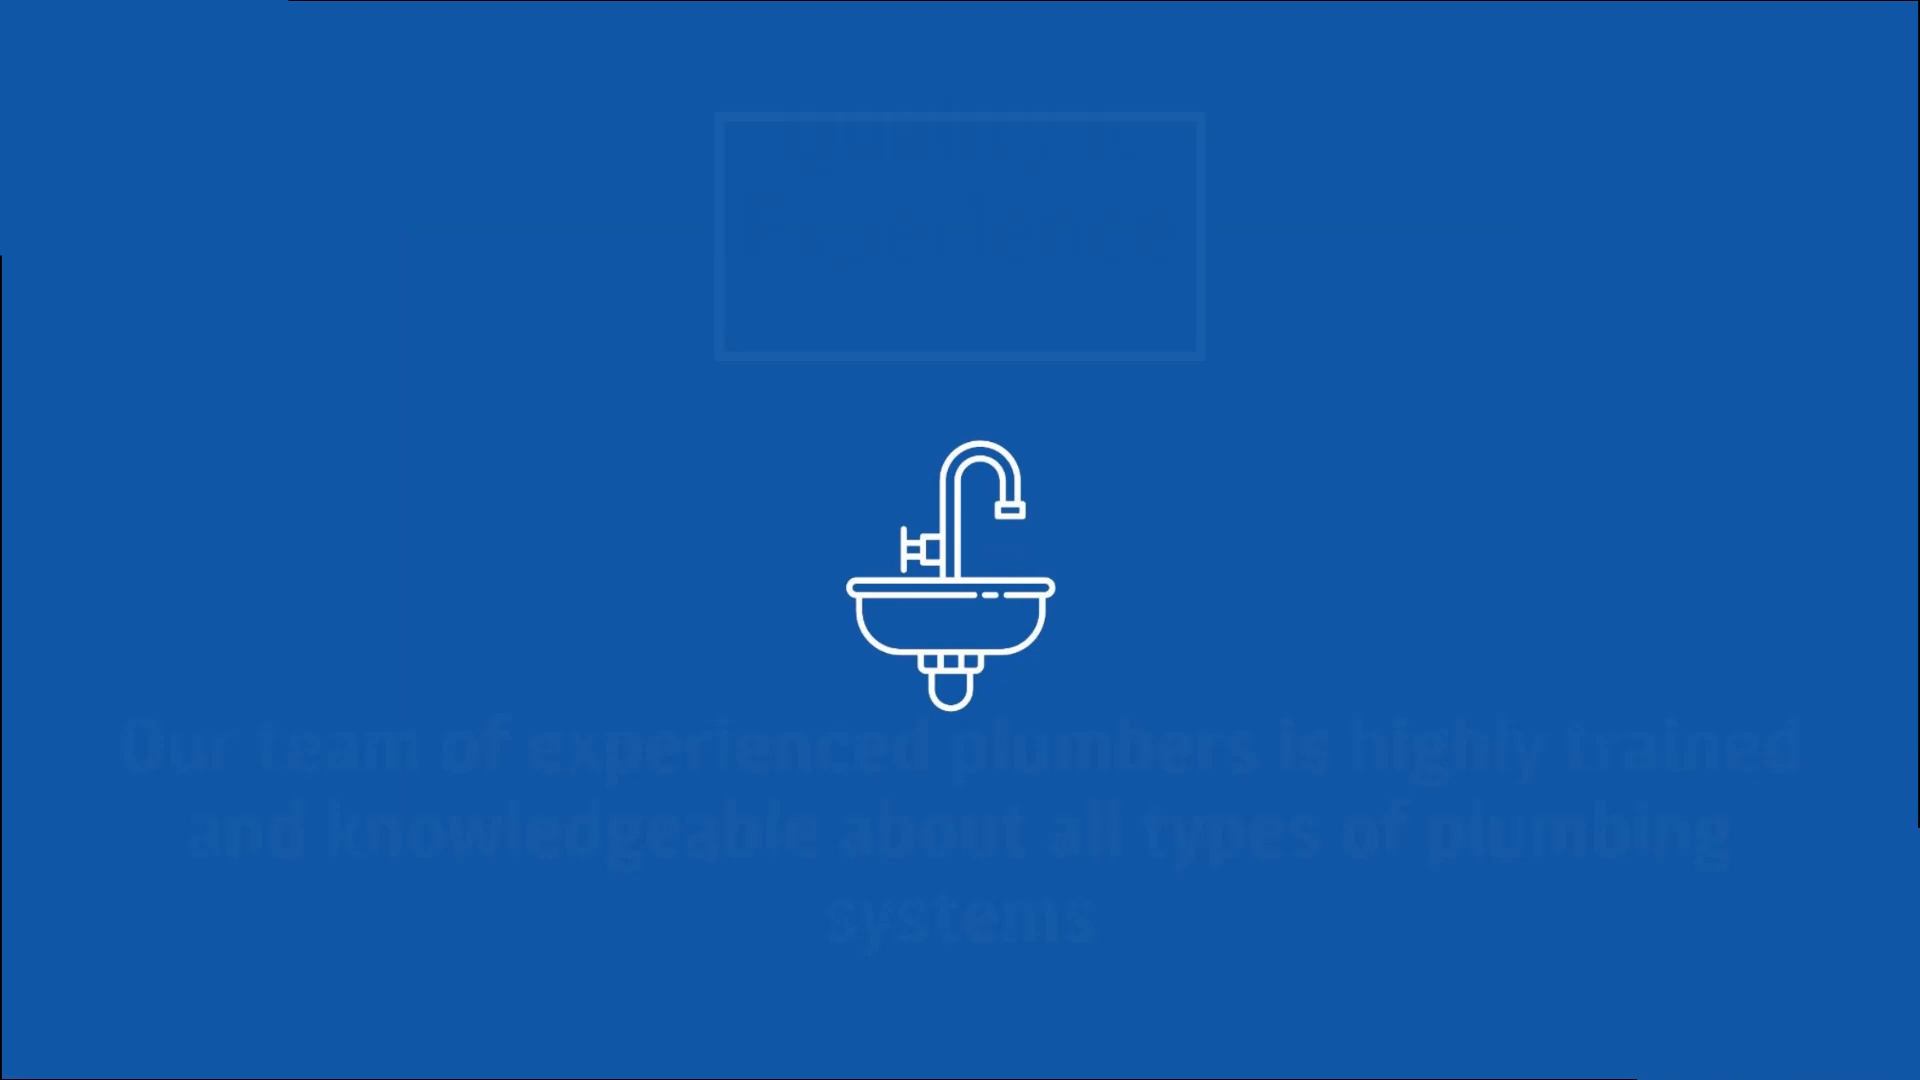 Experience
Our team of experienced plumbers is highly trained
and knowledgeable about all types of plumbing
systems